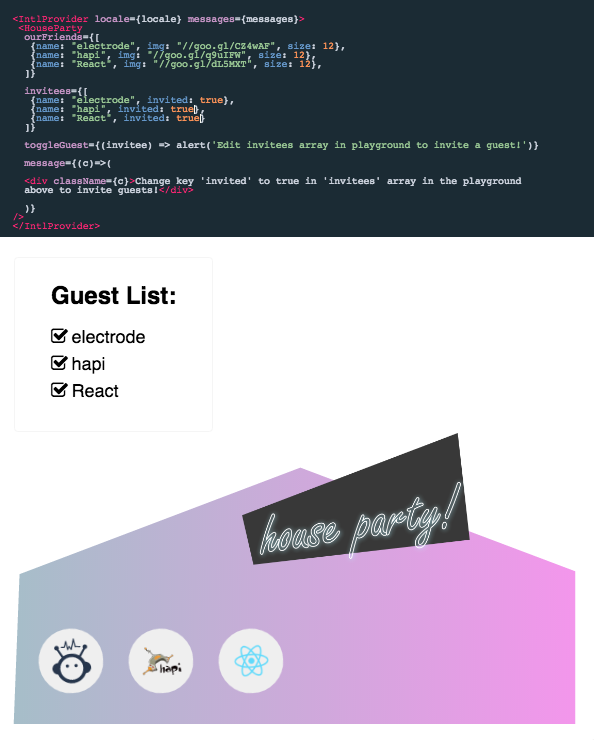 <IntlProvider locale={locale} messages={messages}>
<HouseParty
ourFriends={[
{name: "electrode", img: "//goo.gl/CZ4wAF", size: 12},
{name: "hapi", img: "//goo.gl/q9uIFW", size: 12},
{name: "React", img: "//goo.gl/dL5MXT", size: 12},
]}
invitees={[
{name: "electrode", invited: true},
{name: "hapi", invited: true},
{name: "React", invited: true}
]}
toggleGuest={(invitee) => alert('Edit invitees array in playground to invite a guest!')}
message={(c)=>(
<div className={c}>Change key 'invited' to true in 'invitees' array in the playground
above to invite guests!</div>
)}
/>
</IntlProvider>
Guest List:
electrode
hapi
React
house party!
hapi